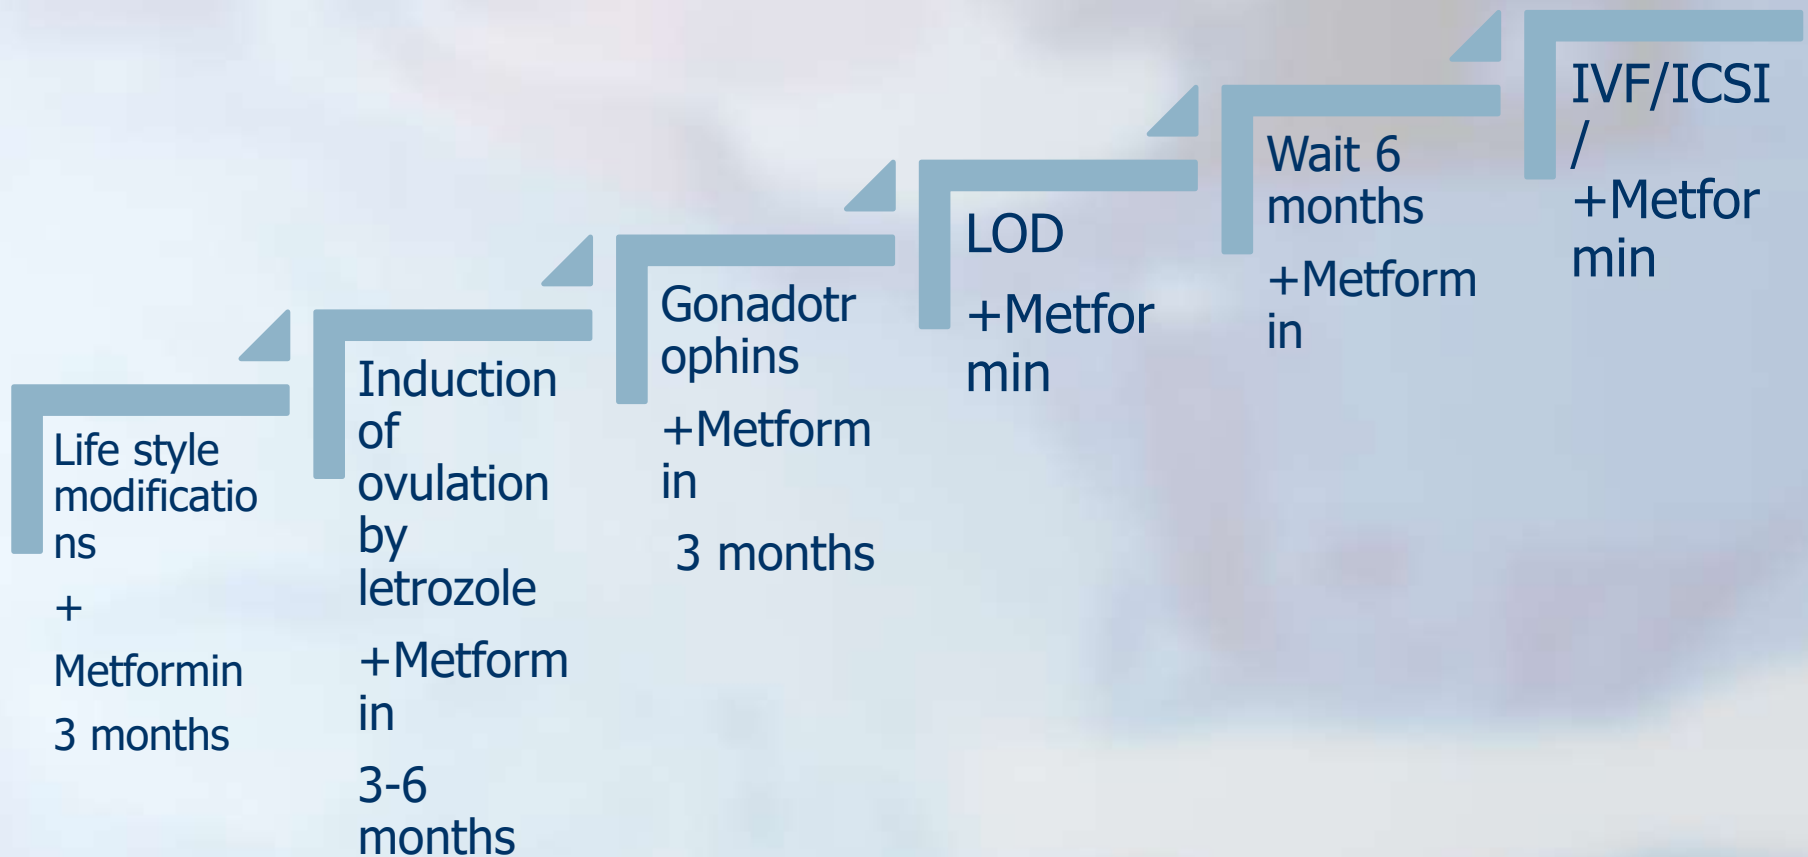 Life style
modificatio
ns
+
Metformin
3 months
Induction
of
ovulation
by
letrozole
+Metform
in
3-6
months
Gonadotr
ophins
+Metform
in
3 months
LOD
+Metfor
min
Wait 6
months
+Metform
in
IVF/ICSI
/
+Metfor
min